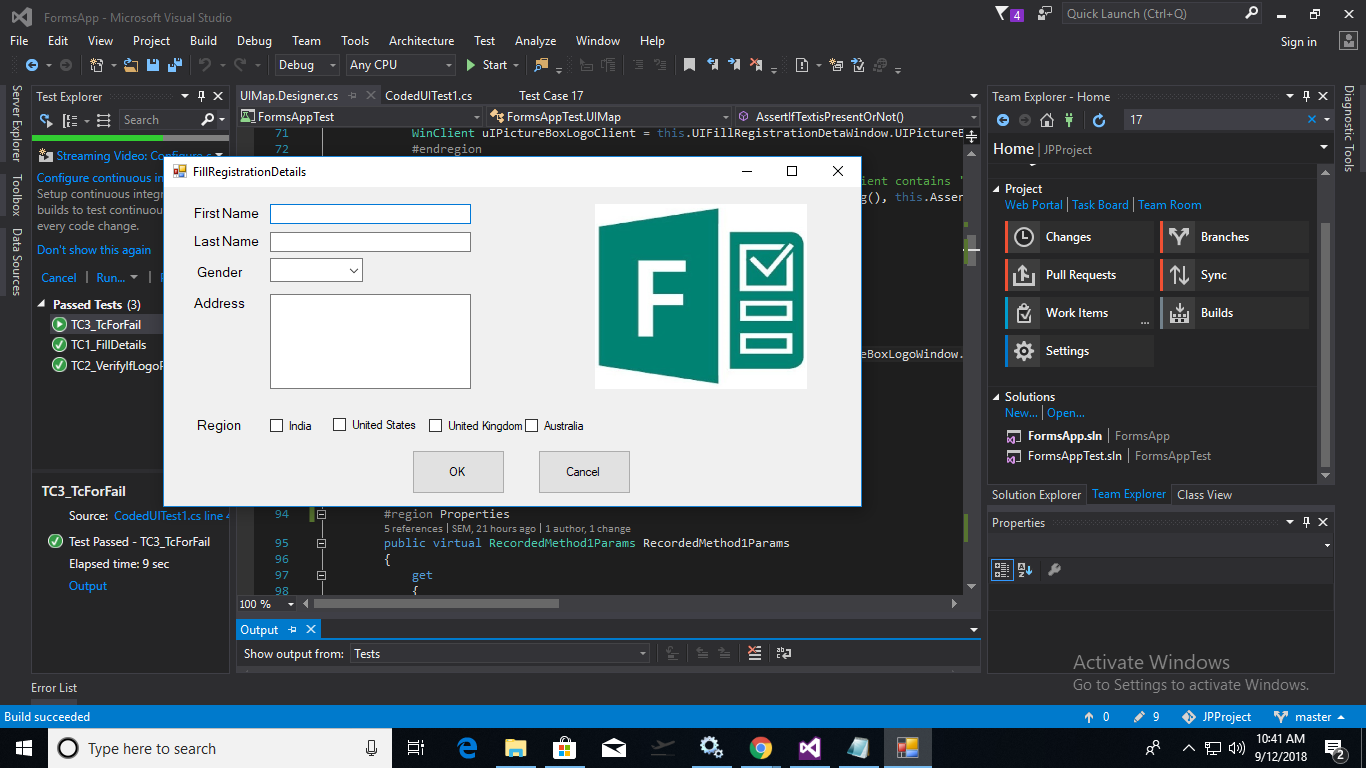 FormsApp - Microsoft Visual Studio
4
Quick Launch (Ctrl+Q)
File Edit View Project Build Debug Team Tools Architecture Test Analyze Window Help
Sign in
Debug Any CPU Start
Server Explorer
Toolbox
Data Sources
Test Explorer
Search
Streaming Video: Configure c
Configure continuous in
Setup continuous integr
builds to test continuous
every code change.
Don't show this again
Cancel Run...
Passed Tests (3)
TC3_TcForFail
TC1_FillDetails
TC2_VerifyIfLogoP
TC3_TcForFail
Source: CodedUITest1.cs line 4
Test Passed - TC3_TcForFail
Elapsed time: 9 sec
Output
UIMap.Designer.cs CodedUITest1.cs Test Case 17
FormsAppTest FormsAppTest.UIMap AssertIfTextisPresentOrNot()
71 WinClient uIPictureBoxLogoClient = this.UIFillRegistrationDetaWindow.UIPictureB
72 #endregion
ient contains '
g(), this.Asser
eBoxLogoWindow.
FillRegistrationDetails
First Name
Last Name
Gender
Address
F
Region India United States United Kingdom Australia
OK Cancel
94 #region Properties
5 references | SEM, 21 hours ago | 1 author, 1 change
95 public virtual RecordedMethod1Params RecordedMethod1Params
96 {
97 get
98 {
100 %
Output
Show output from: Tests
Error List
Team Explorer - Home
17
Home | JPProject
Project
Web Portal | Task Board | Team Room
Changes Branches
Pull Requests Sync
Work Items ... Builds
Settings
Solutions
New... | Open...
FormsApp.sln | FormsApp
FormsAppTest.sln | FormsAppTest
Solution Explorer Team Explorer Class View
Properties
Diagnostic Tools
Activate Windows
Go to Settings to activate Windows.
Build succeeded
0 9 JPProject master
Type here to search
10:41 AM
9/12/2018
2